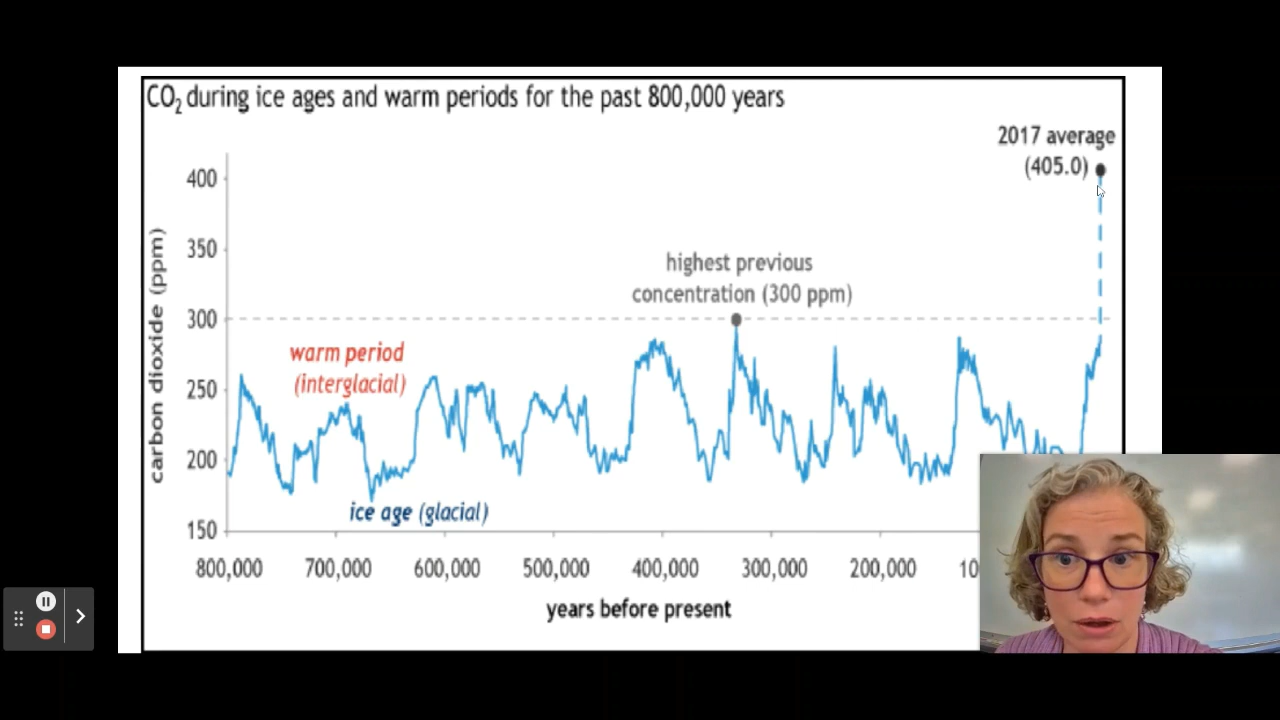 CO₂ during ice ages and warm periods for the past 800,000 years
2017 average
(405.0)
400
350
300
250
200
150
carbon dioxide (ppm)
highest previous
concentration (300 ppm)
warm period
(interglacial)
ice age (glacial)
800,000 700,000 600,000 500,000 400,000 300,000 200,000 10
years before present